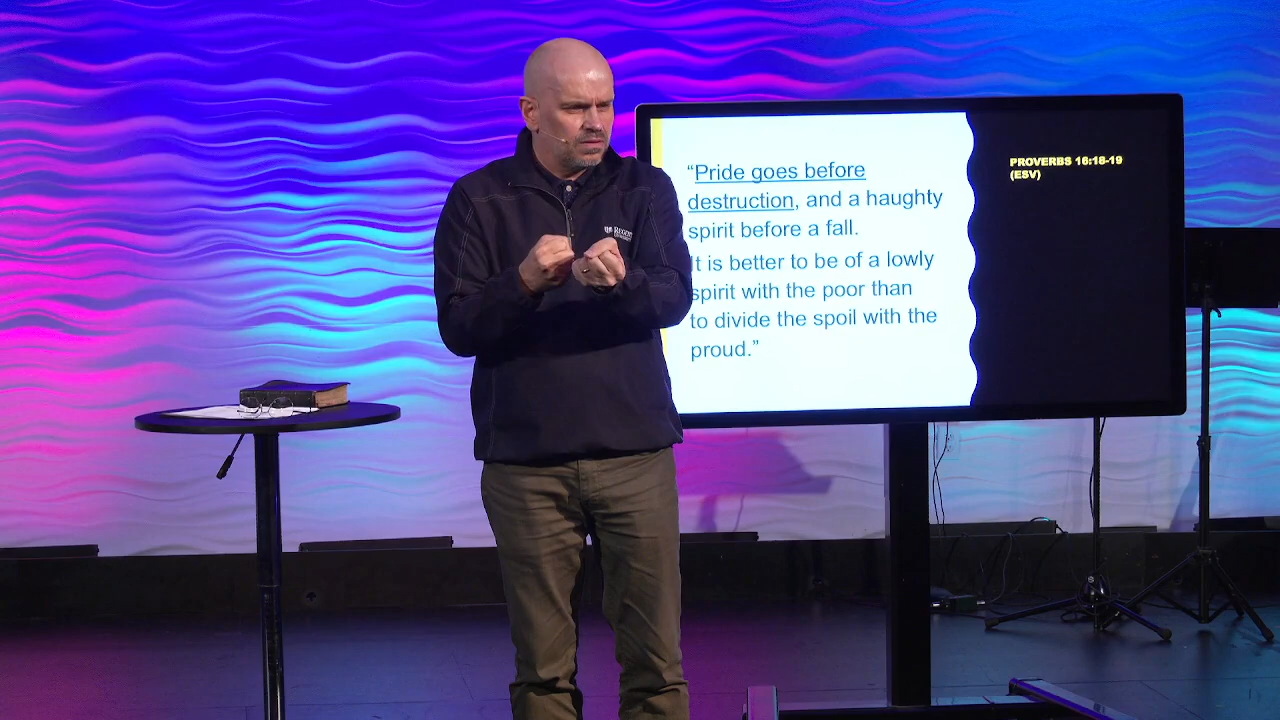 “Pride goes before
destruction, and a haughty
spirit before a fall.
It is better to be of a lowly
spirit with the poor than
to divide the spoil with the
proud.”
PROVERBS 16:18-19
(ESV)